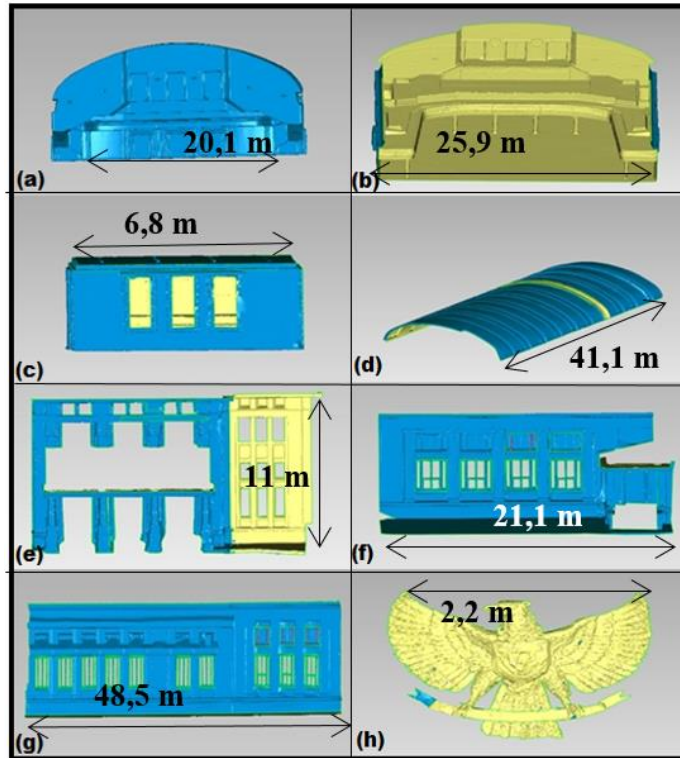 20,1 m
(a)
25,9 m
(b)
6,8 m
(c)
41,1 m
(d)
11 m
(e)
21,1 m
(f)
48,5 m
(g)
2,2 m
(h)